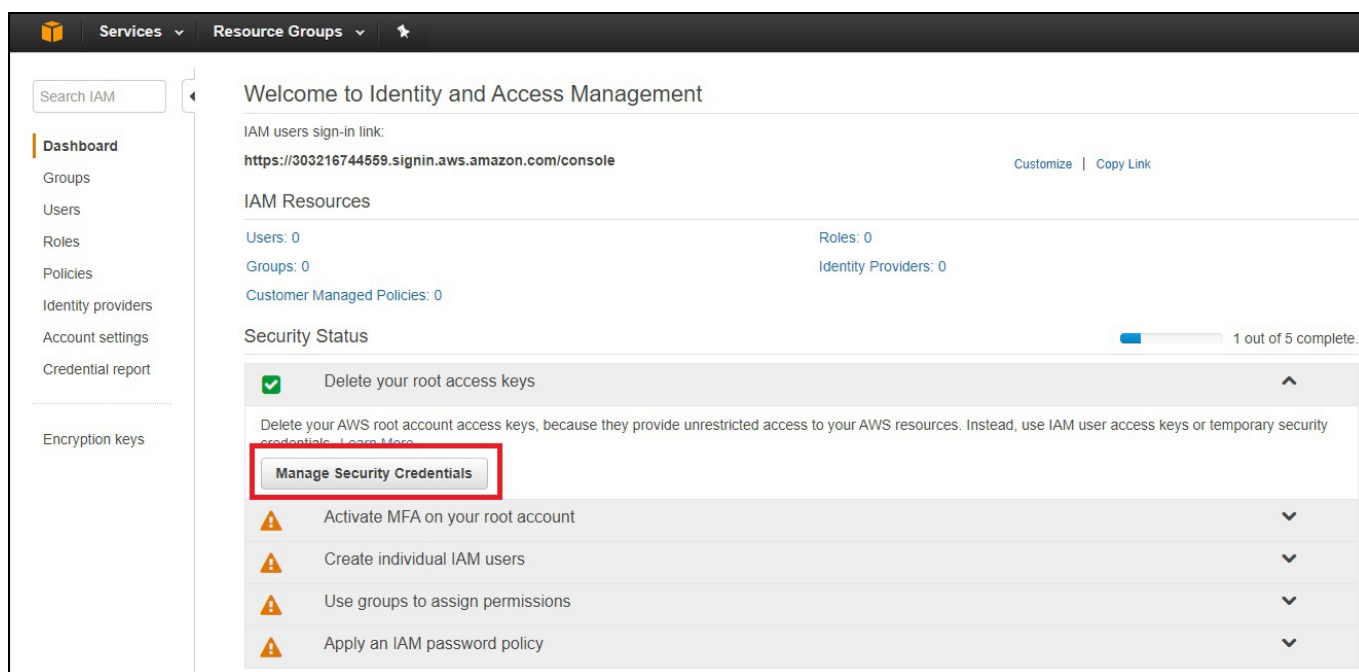 Services
Resource Groups
Search IAM
Dashboard
Groups
Users
Roles
Policies
Identity providers
Account settings
Credential report
Encryption keys
Welcome to Identity and Access Management
IAM users sign-in link:
https://303216744559.signin.aws.amazon.com/console
Customize | Copy Link
IAM Resources
Users: 0
Roles: 0
Groups: 0
Identity Providers: 0
Customer Managed Policies: 0
Security Status
1 out of 5 complete.
Delete your root access keys
Delete your AWS root account access keys, because they provide unrestricted access to your AWS resources. Instead, use IAM user access keys or temporary security
credentials. Learn More
Manage Security Credentials
Activate MFA on your root account
Create individual IAM users
Use groups to assign permissions
Apply an IAM password policy